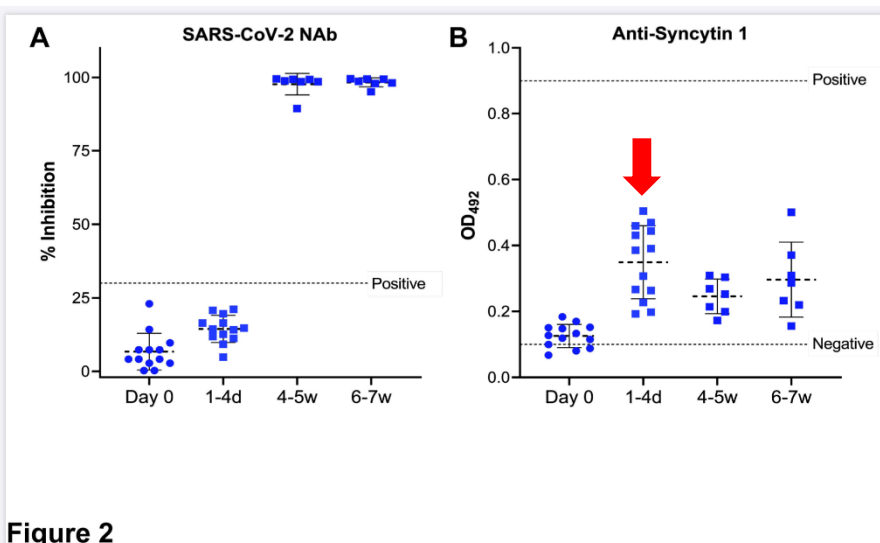 A
SARS-CoV-2 NAb
% Inhibition
100
75
50
25
0
Positive
Day 0
1-4d
4-5w
6-7w
B
Anti-Syncytin 1
OD492
1.0
0.8
0.6
0.4
0.2
0.0
Positive
Negative
Day 0
1-4d
4-5w
6-7w
Figure 2